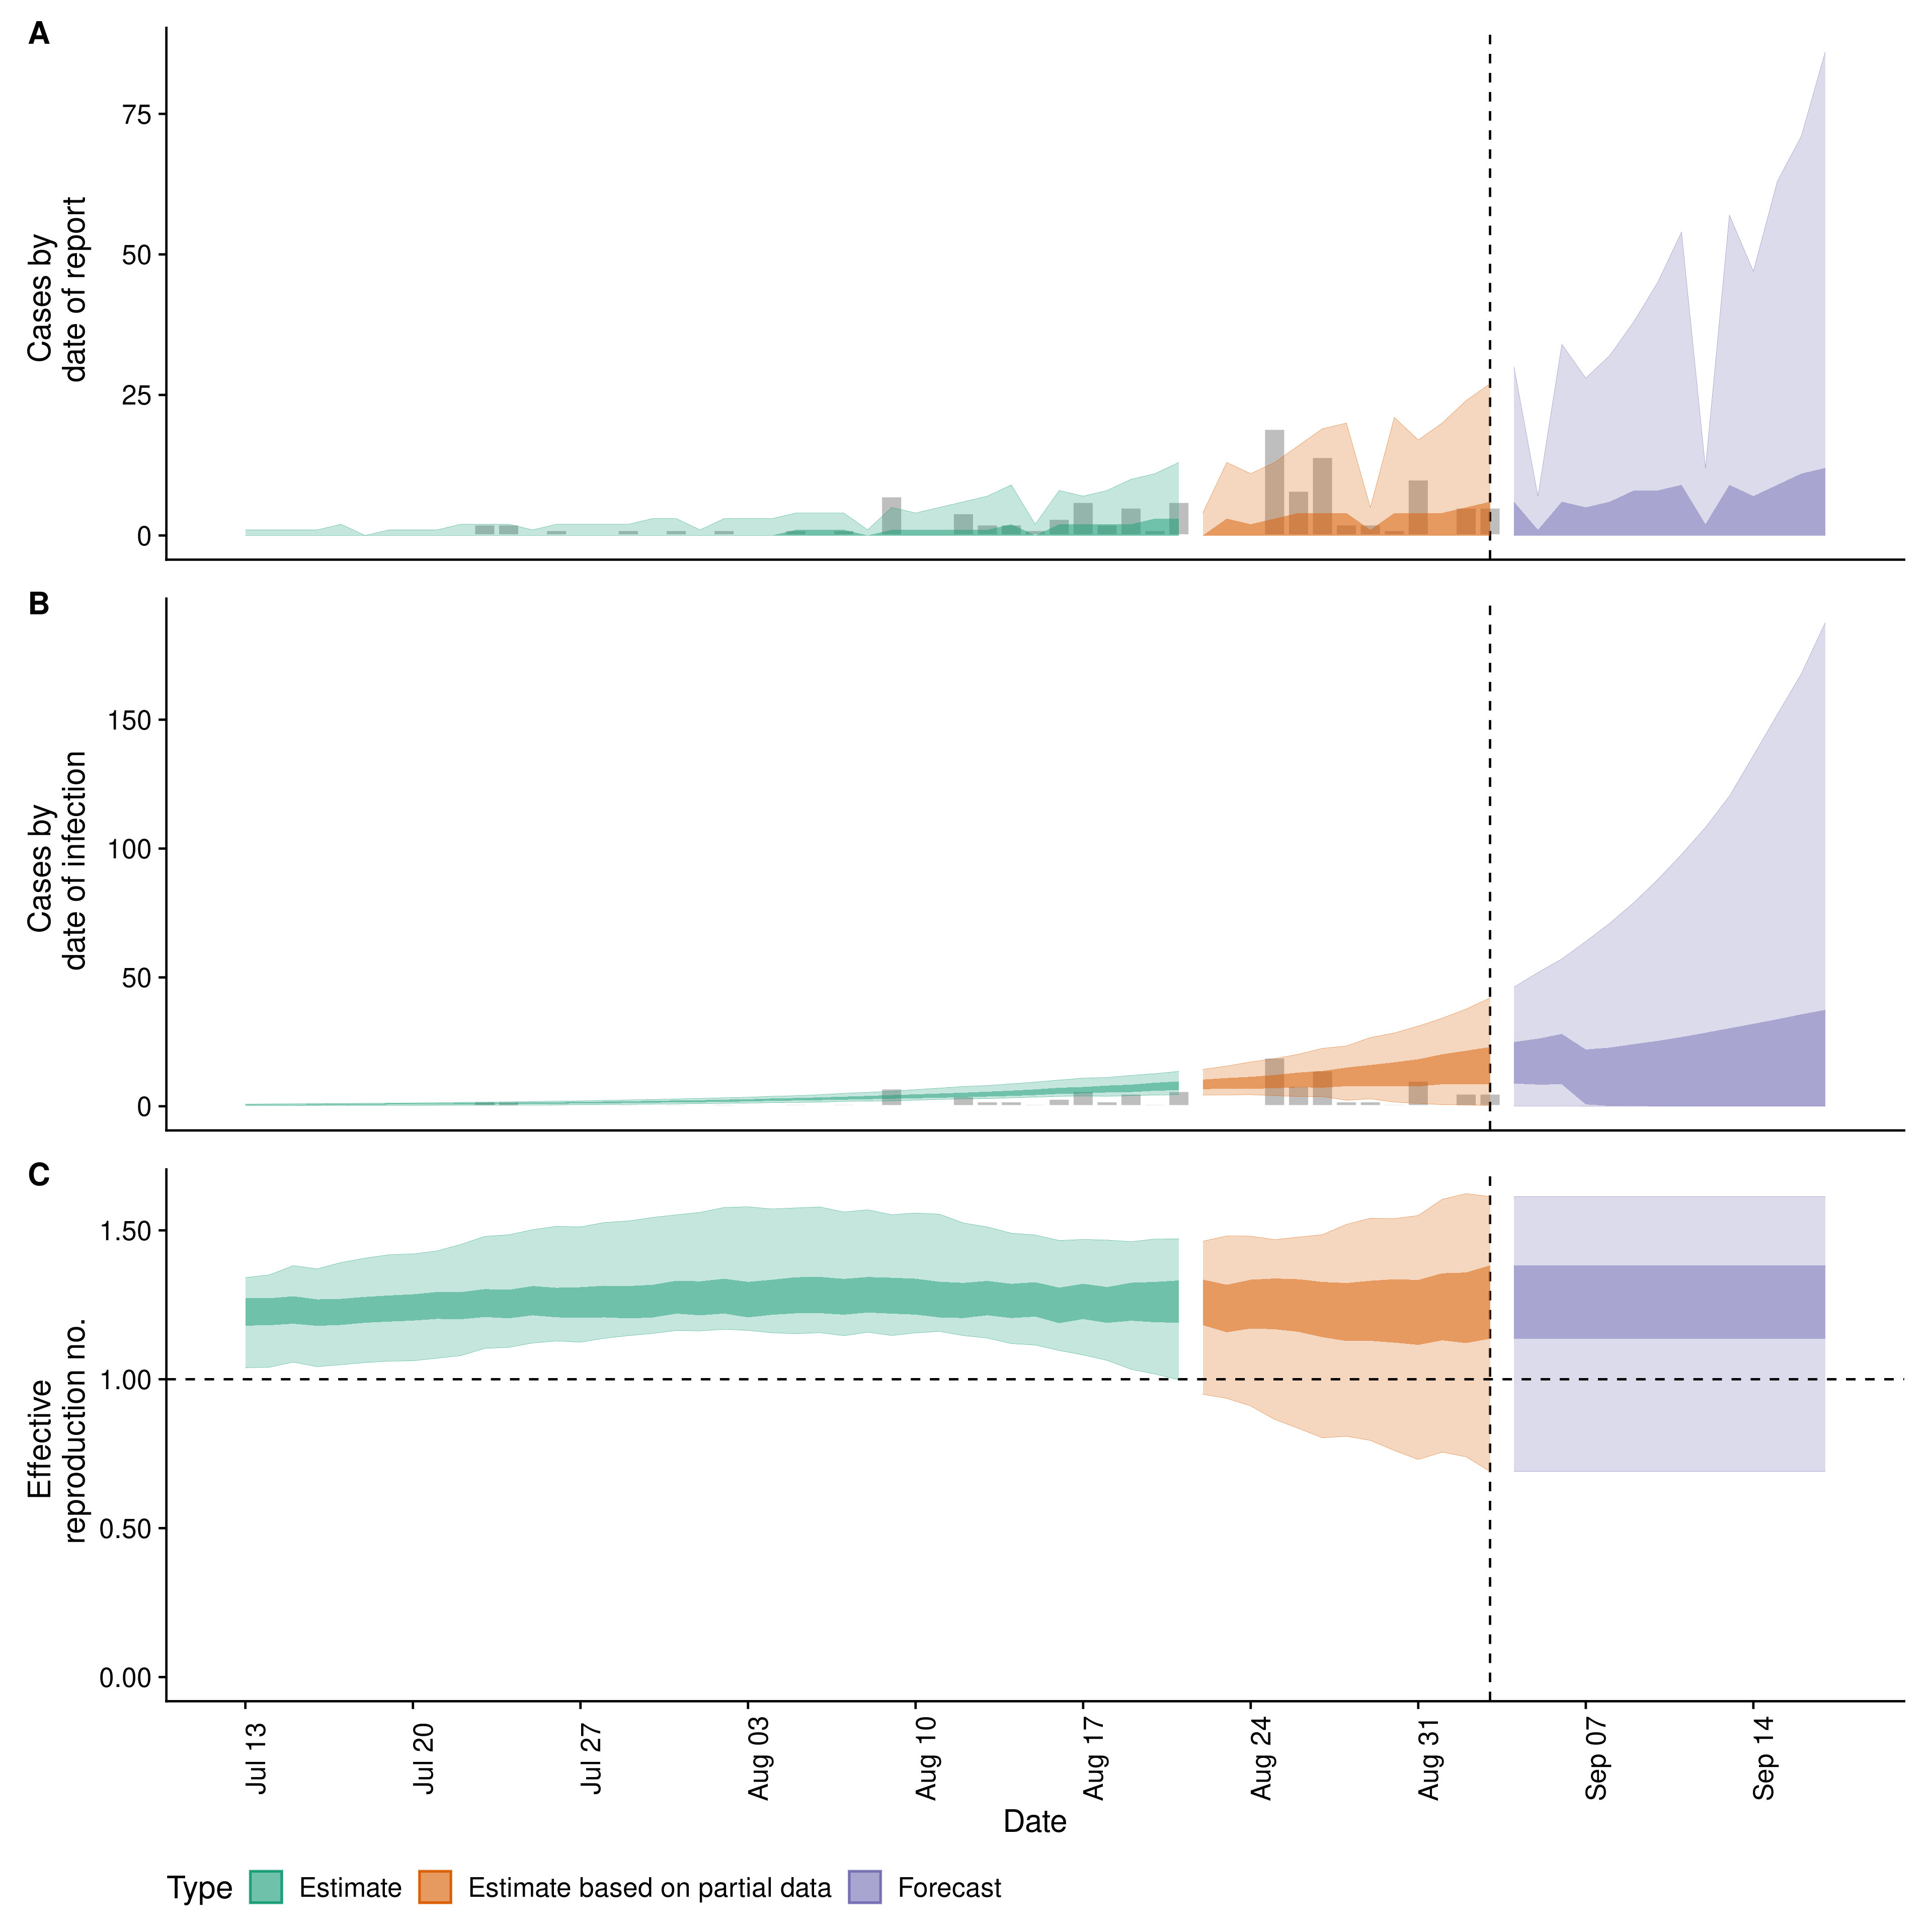 A
75
50
25
0
Cases by
date of report
B
150
100
50
0
Cases by
date of infection
C
1.50
1.00
0.50
0.00
Effective
reproduction no.
Jul 13
Jul 20
Jul 27
Aug 03
Aug 10
Aug 17
Aug 24
Aug 31
Sep 07
Sep 14
Date
Type Estimate Estimate based on partial data Forecast